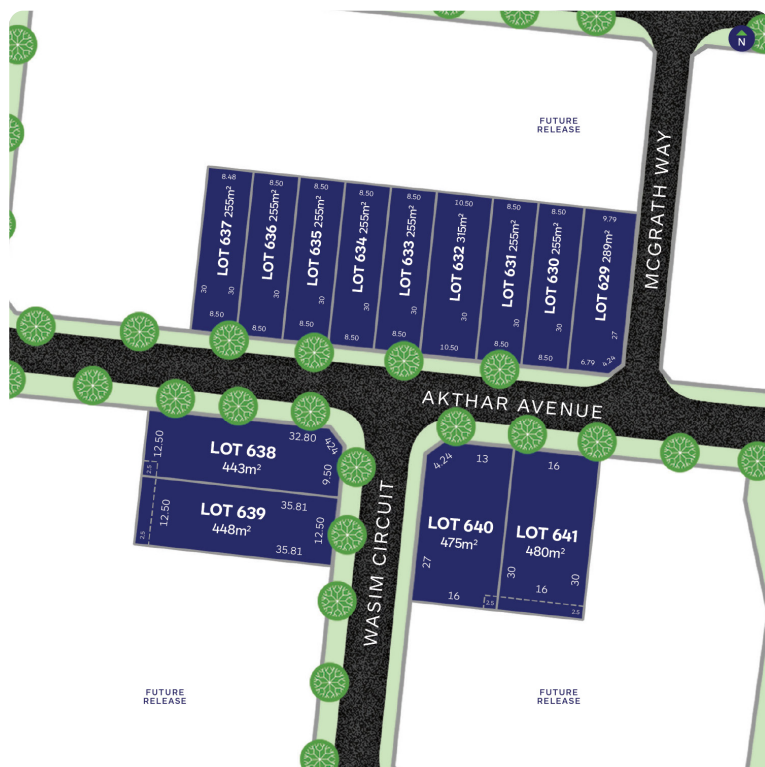 N
FUTURE
RELEASE
MCGRATH WAY
8.48
LOT 637 255m²
30
30
8.50
8.50
LOT 636 255m²
30
8.50
8.50
LOT 635 255m²
30
8.50
8.50
LOT 634 255m²
30
8.50
8.50
LOT 633 255m²
30
8.50
10.50
LOT 632 315m²
30
10.50
8.50
LOT 631 255m²
30
8.50
8.50
LOT 630 255m²
30
8.50
9.79
LOT 629 289m²
27
6.79
4.24
AKTHAR AVENUE
12.50
32.80
4.24
LOT 638
443m²
2.5
9.50
35.81
LOT 639
448m²
12.50
12.50
2.5
35.81
WASIM CIRCUIT
4.24
13
LOT 640
475m²
27
16
2.5
16
LOT 641
480m²
30
30
16
2.5
FUTURE
RELEASE
FUTURE
RELEASE